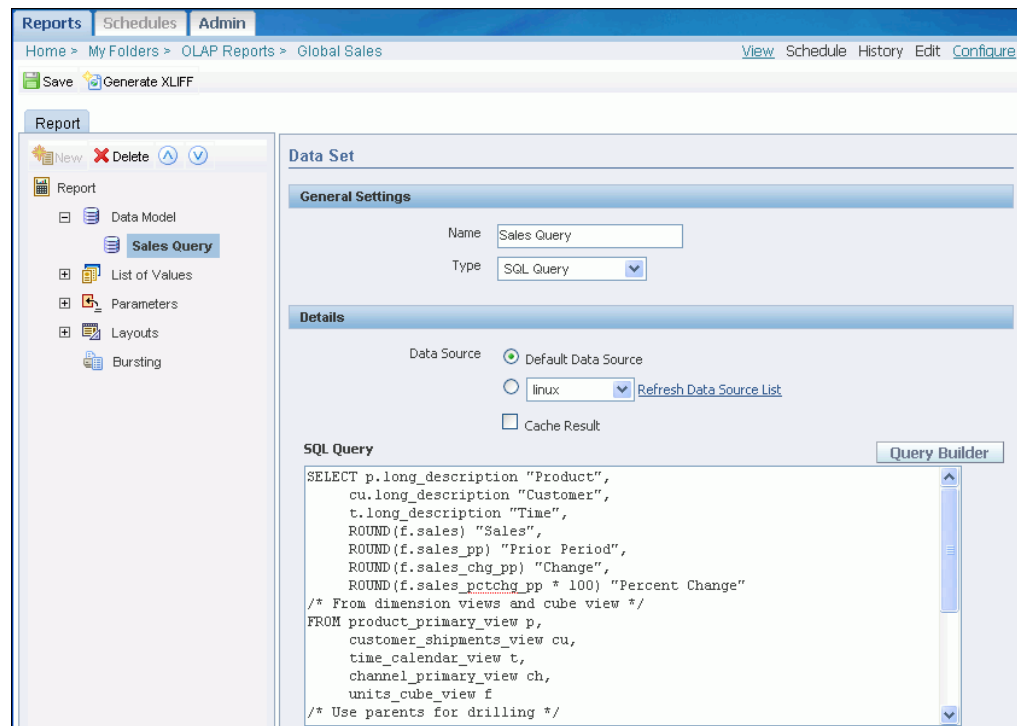 Reports Schedules Admin
Home > My Folders > OLAP Reports > Global Sales View Schedule History Edit Configure
Save Generate XLIFF
Report
New Delete
Report
Data Model
Sales Query
List of Values
Parameters
Layouts
Bursting
Data Set
General Settings
Name Sales Query
Type SQL Query
Details
Data Source Default Data Source
linux Refresh Data Source List
Cache Result
SQL Query Query Builder
SELECT p.long_description "Product",
cu.long_description "Customer",
t.long_description "Time",
ROUND(f.sales) "Sales",
ROUND(f.sales_pp) "Prior Period",
ROUND(f.sales_chg_pp) "Change",
ROUND(f.sales_pctchg_pp * 100) "Percent Change"
/* From dimension views and cube view */
FROM product_primary_view p,
customer_shipments_view cu,
time_calendar_view t,
channel_primary_view ch,
units_cube_view f
/* Use parents for drilling */